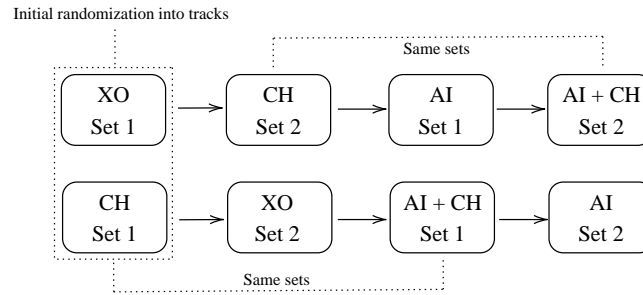 Initial randomization into tracks
Same sets
XO
Set 1
CH
Set 2
AI
Set 1
AI + CH
Set 2
CH
Set 1
XO
Set 2
AI + CH
Set 1
AI
Set 2
Same sets